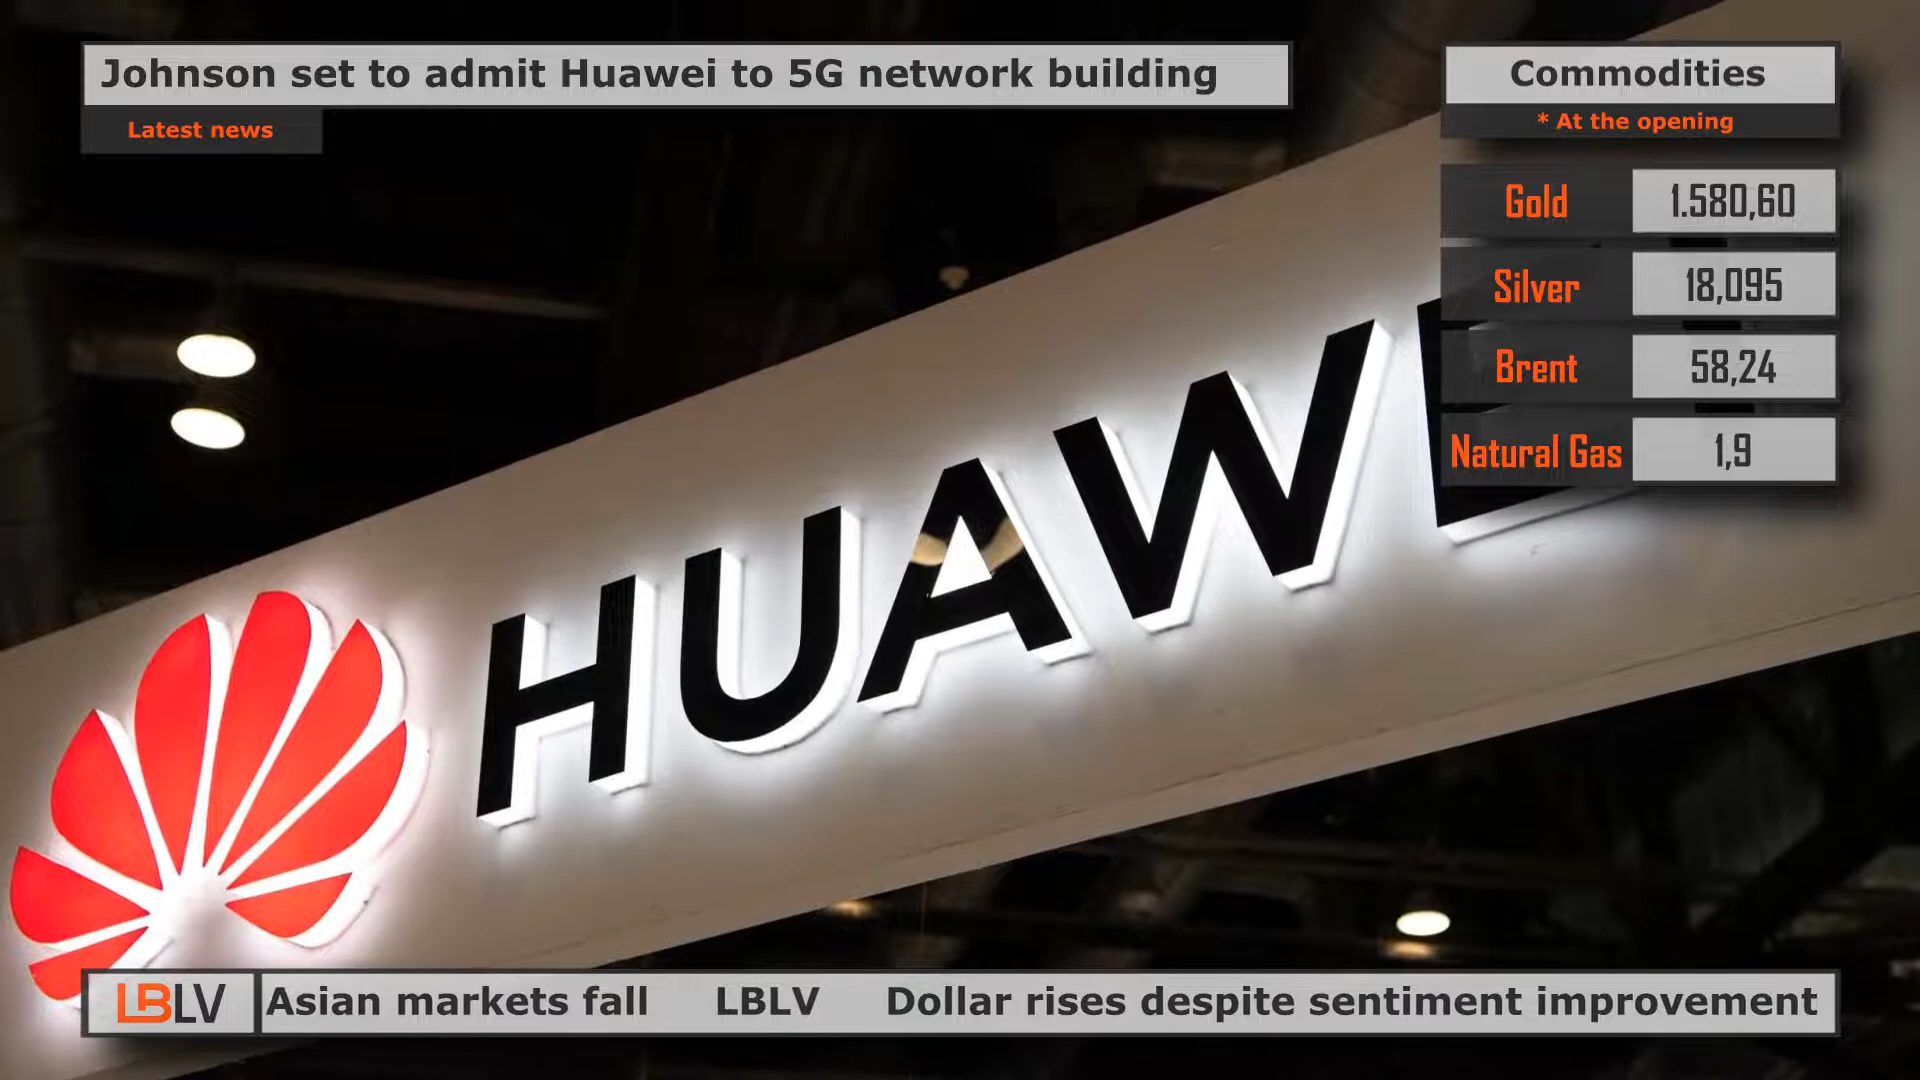 Johnson set to admit Huawei to 5G network building
Latest news
Commodities
* At the opening
Gold 1.580,60
Silver 18,095
Brent 58,24
Natural Gas 1,9
HUAW
LBLV Asian markets fall LBLV Dollar rises despite sentiment improvement